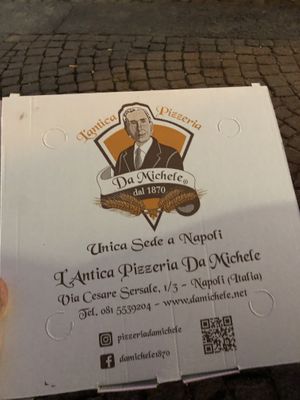 L'antica Pizzeria
Da Michele®
dal 1870
Unica Sede a Napoli
L'Antica Pizzeria Da Michele
Via Cesare Sersale, 1/3 - Napoli (Italia)
Tel. 081 5539204 - www.damichele.net
pizzeriadamichele
damichele1870